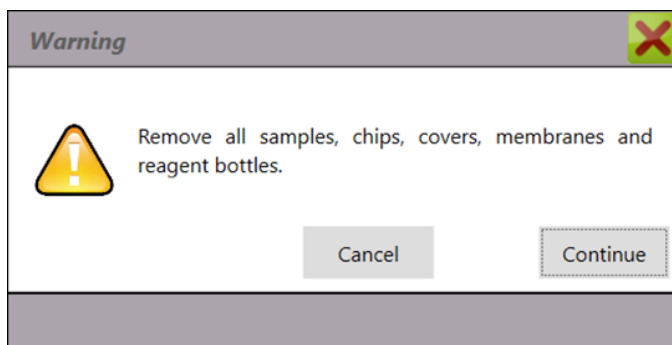 Warning
Remove all samples, chips, covers, membranes and
reagent bottles.
Cancel
Continue